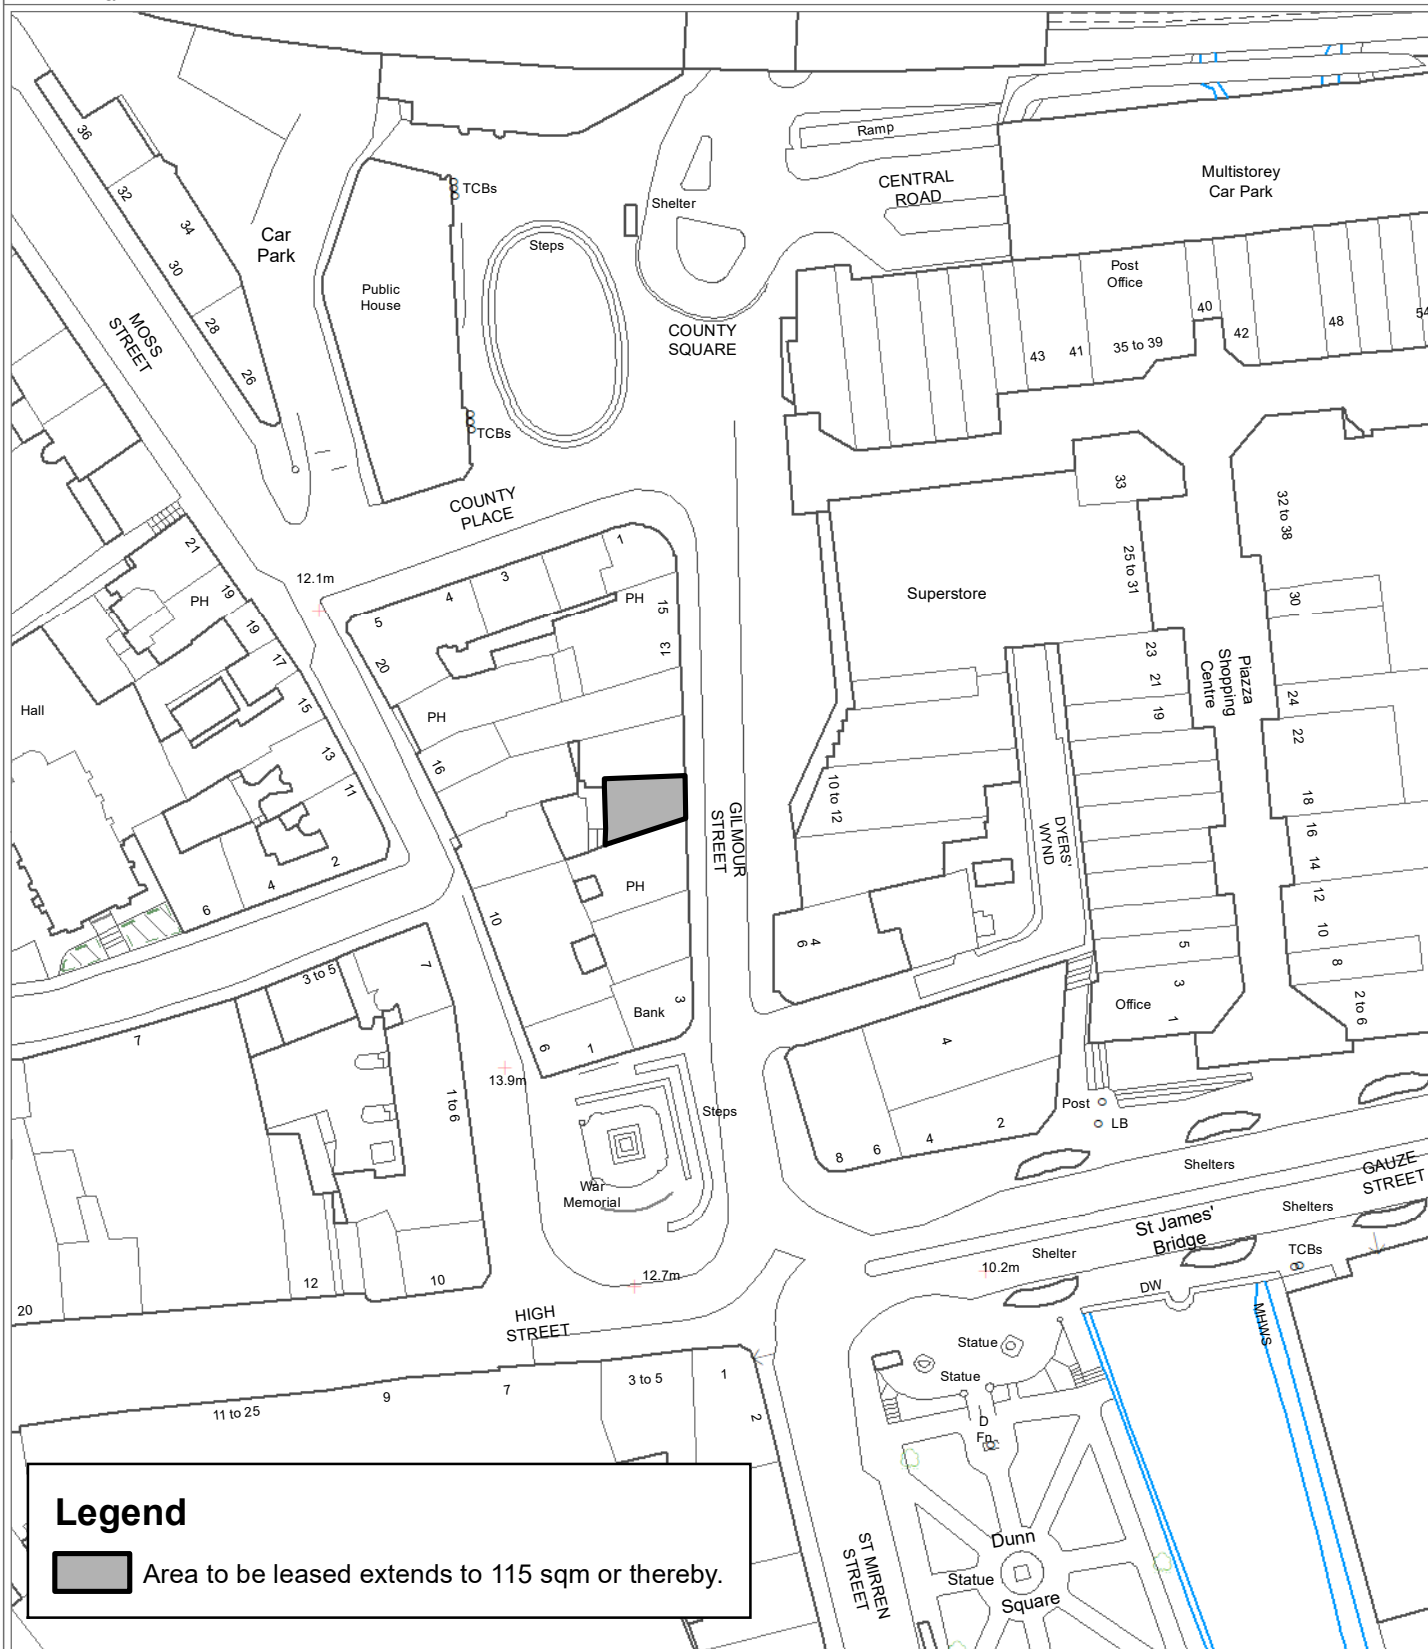 Ramp
CENTRAL
ROAD
Multistorey
Car Park
36
32
34
30
28
26
MOSS
STREET
Car
Park
Public
House
TCBs
Steps
Shelter
COUNTY
SQUARE
TCBs
Post
Office
40
42
48
54
43
41
35 to 39
33
32 to 38
25 to 31
30
COUNTY
PLACE
12.1m
21
PH
19
19
17
15
13
11
Hall
2
4
6
1
3
4
5
20
PH
15
13
PH
16
Superstore
23
21
19
Piazza
Shopping
Centre
24
22
18
16
14
12
10
8
2 to 6
10 to 12
GILMOUR
STREET
DYERS'
WYND
PH
10
6
4
5
3
1
Office
3
Bank
6
1
3 to 5
7
7
13.9m
1 to 6
Steps
War
Memorial
4
8
6
4
2
Post
LB
Shelters
GAUZE
STREET
Shelters
St James'
Bridge
Shelter
TCBs
10.2m
DW
MHWS
12.7m
12
10
20
HIGH
STREET
Statue
Statue
D
Fn
3 to 5
1
2
7
9
11 to 25
ST MIRREN
STREET
Dunn
Statue
Square
Legend
Area to be leased extends to 115 sqm or thereby.